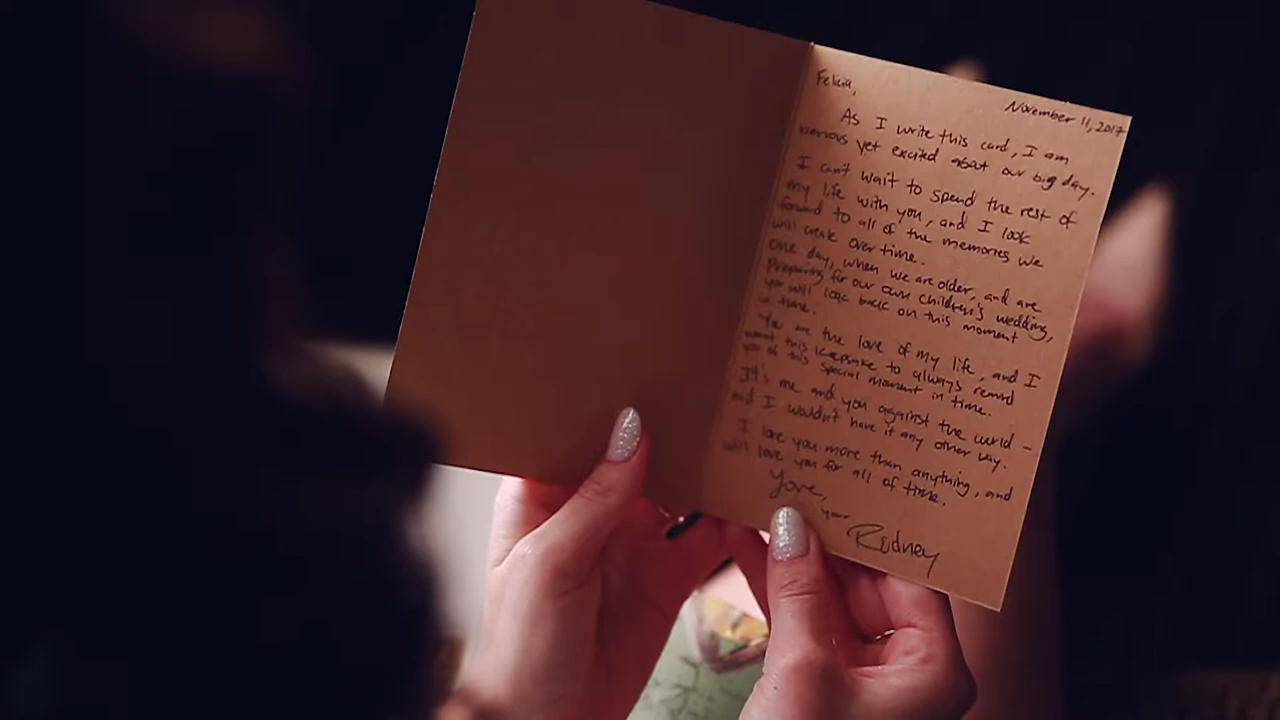 Felicia,
November 11, 2017
As I write this card, I am
nervous yet excited about our big day.
I can't wait to spend the rest of
my life with you, and I look
forward to all of the memories we
will create over time.
One day, when we are older, and are
preparing for our own children's wedding,
you will look back on this moment
in time.
You are the love of my life, and I
want this keepsake to always remind
you of this special moment in time.
It's me and you against the world -
and I wouldn't have it any other way.
I love you more than anything, and
will love you for all of time.
Love,
your
Rodney